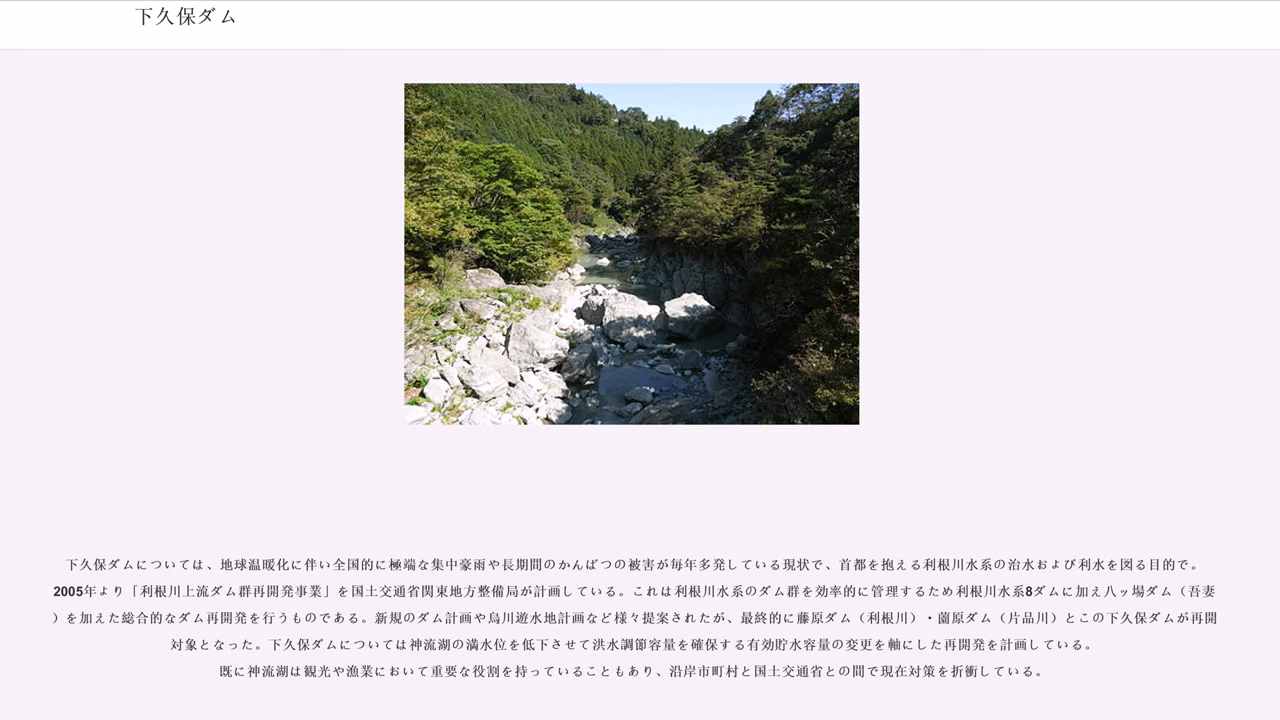 下久保ダム
下久保ダムについては、地球温暖化に伴い全国的に極端な集中豪雨や長期間のかんばつの被害が毎年多発している現状で、首都を抱える利根川水系の治水および利水を図る目的で。
2005年より「利根川上流ダム群再開発事業」を国土交通省関東地方整備局が計画している。これは利根川水系のダム群を効率的に管理するため利根川水系8ダムに加え八ッ場ダム（吾妻
）を加えた総合的なダム再開発を行うものである。新規のダム計画や烏川遊水地計画など様々提案されたが、最終的に藤原ダム（利根川）・薗原ダム（片品川）とこの下久保ダムが再開
対象となった。下久保ダムについては神流湖の満水位を低下させて洪水調節容量を確保する有効貯水容量の変更を軸にした再開発を計画している。
既に神流湖は観光や漁業において重要な役割を持っていることもあり、沿岸市町村と国土交通省との間で現在対策を折衝している。